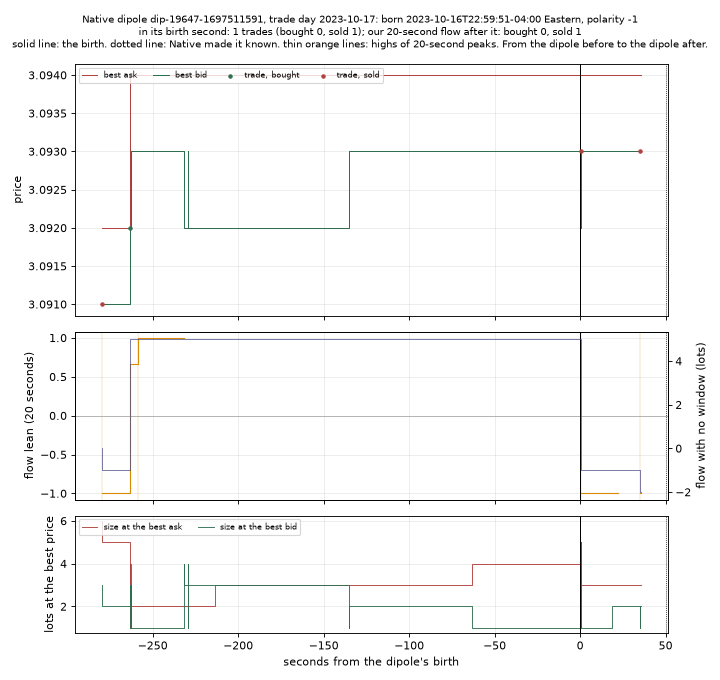 Native dipole dip-19647-1697511591, trade day 2023-10-17: born 2023-10-16T22:59:51-04:00 Eastern, polarity -1
in its birth second: 1 trades (bought 0, sold 1); our 20-second flow after it: bought 0, sold 1
solid line: the birth. dotted line: Native made it known. thin orange lines: highs of 20-second peaks. From the dipole before to the dipole after.
best ask best bid trade, bought trade, sold
3.0940
3.0935
3.0930
3.0925
3.0920
3.0915
3.0910
price
1.0
0.5
0.0
−0.5
−1.0
flow lean (20 seconds)
4
2
0
−2
flow with no window (lots)
size at the best ask size at the best bid
6
4
2
lots at the best price
−250 −200 −150 −100 −50 0 50
seconds from the dipole's birth